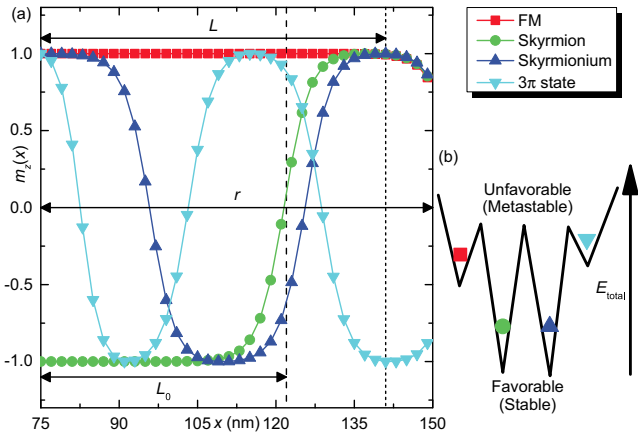 (a)
L
FM
Skyrmion
Skyrmionium
3π state
1.0
0.5
0.0
-0.5
-1.0
m_z(x)
r
L_0
75 90 105 120 135 150
x (nm)
(b)
Unfavorable
(Metastable)
E_total
Favorable
(Stable)